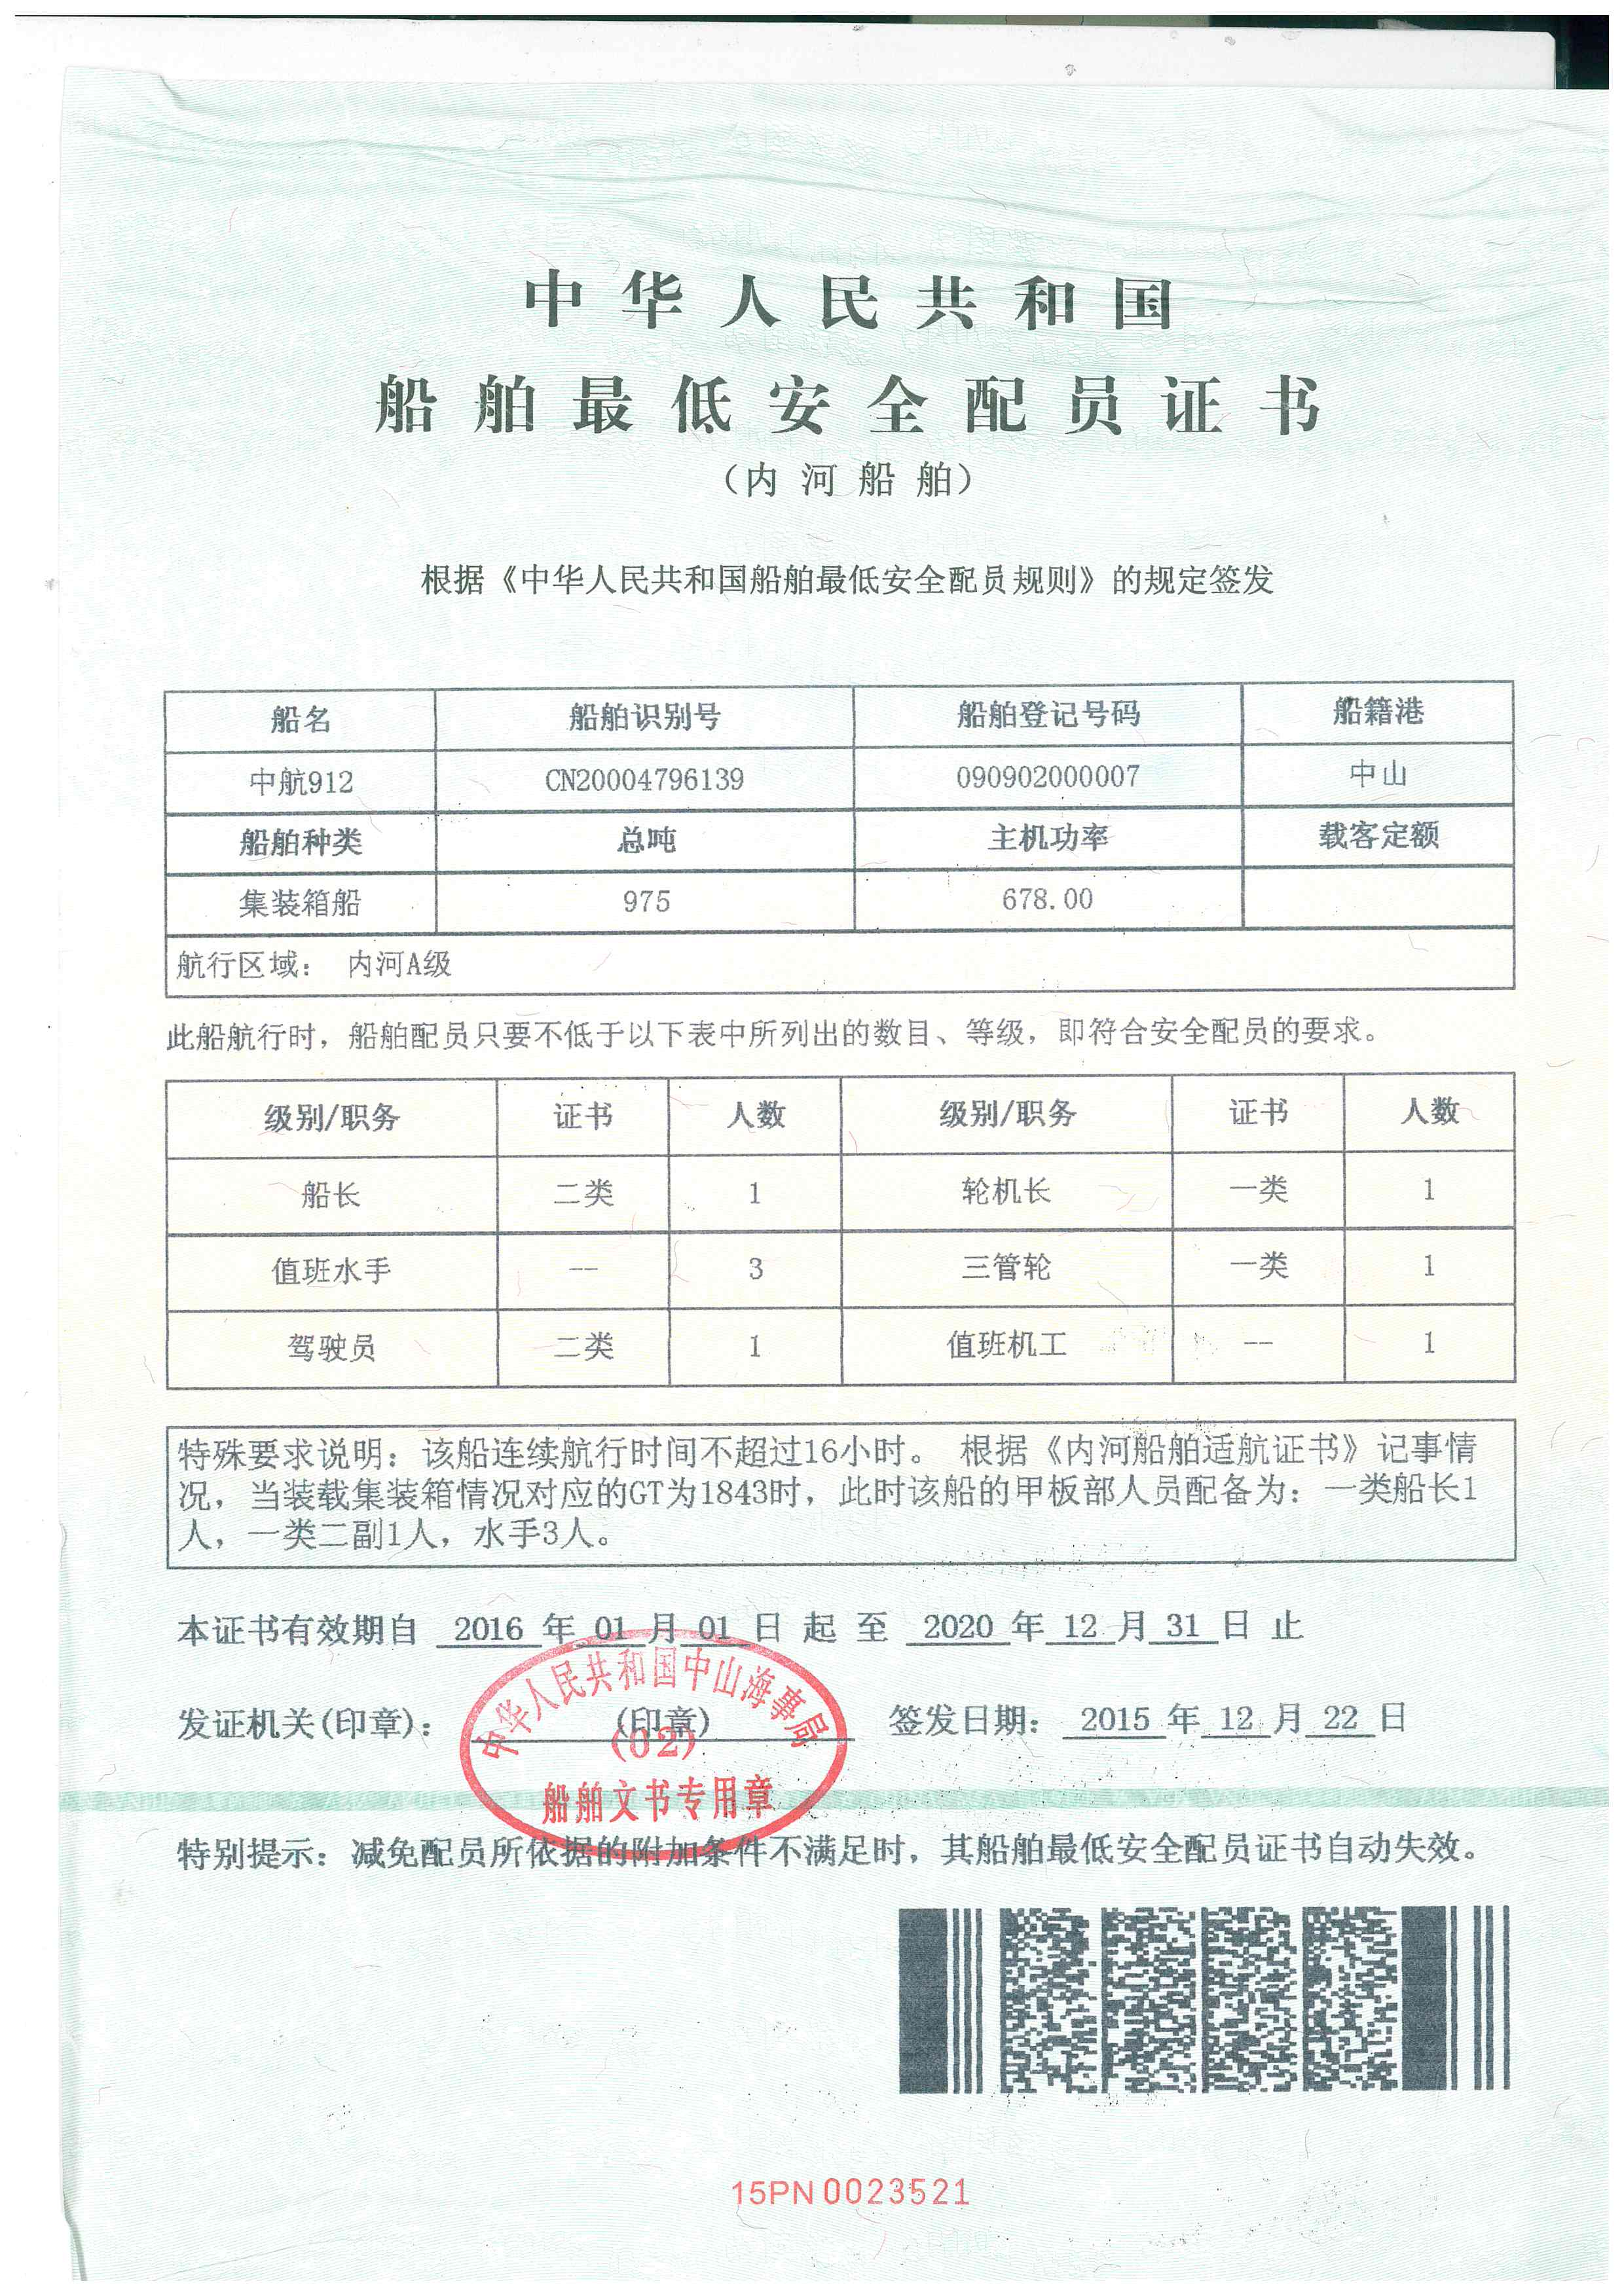 中华人民共和国
船舶最低安全配员证书
（内河船舶）
根据《中华人民共和国船舶最低安全配员规则》的规定签发
船名 船舶识别号 船舶登记号码 船籍港
中航912 CN20004796139 090902000007 中山
船舶种类 总吨 主机功率 载客定额
集装箱船 975 678.00
航行区域： 内河A级
此船航行时，船舶配员只要不低于以下表中所列出的数目、等级，即符合安全配员的要求。
级别/职务 证书 人数 级别/职务 证书 人数
船长 二类 1 轮机长 一类 1
值班水手 -- 3 三管轮 一类 1
驾驶员 二类 1 值班机工 -- 1
特殊要求说明：该船连续航行时间不超过16小时。 根据《内河船舶适航证书》记事情
况，当装载集装箱情况对应的GT为1843时，此时该船的甲板部人员配备为：一类船长1
人，一类二副1人，水手3人。
本证书有效期自 2016 年 01 月 01 日 起 至 2020 年 12 月 31 日 止
中华人民共和国中山海事局
发证机关(印章)： (印章) 签发日期： 2015 年 12 月 22 日
(02)
船舶文书专用章
特别提示：减免配员所依据的附加条件不满足时，其船舶最低安全配员证书自动失效。
15PN0023521